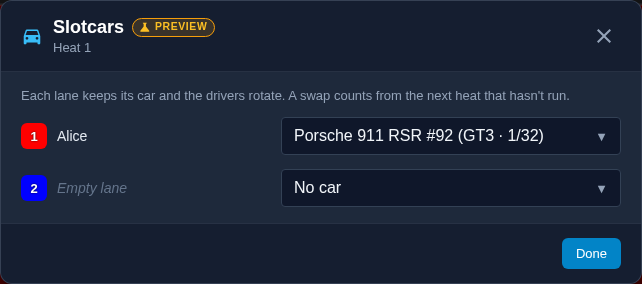 Slotcars PREVIEW
Heat 1
Each lane keeps its car and the drivers rotate. A swap counts from the next heat that hasn't run.
1 Alice Porsche 911 RSR #92 (GT3 · 1/32)
2 Empty lane No car
Done